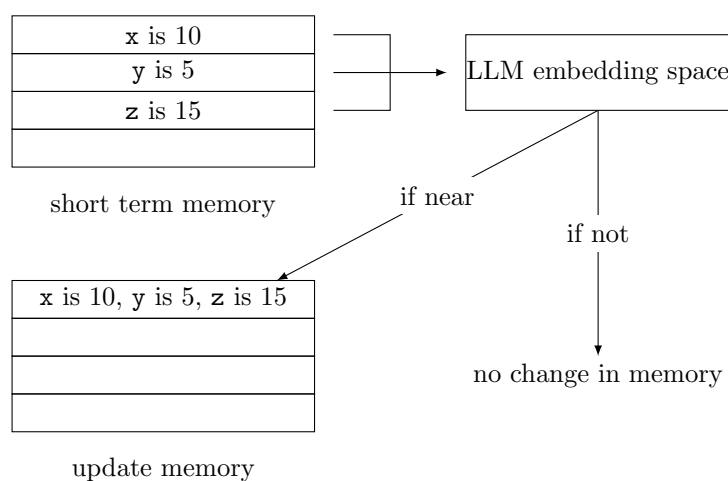 x is 10
y is 5
z is 15
LLM embedding space
short term memory
if near
if not
x is 10, y is 5, z is 15
no change in memory
update memory